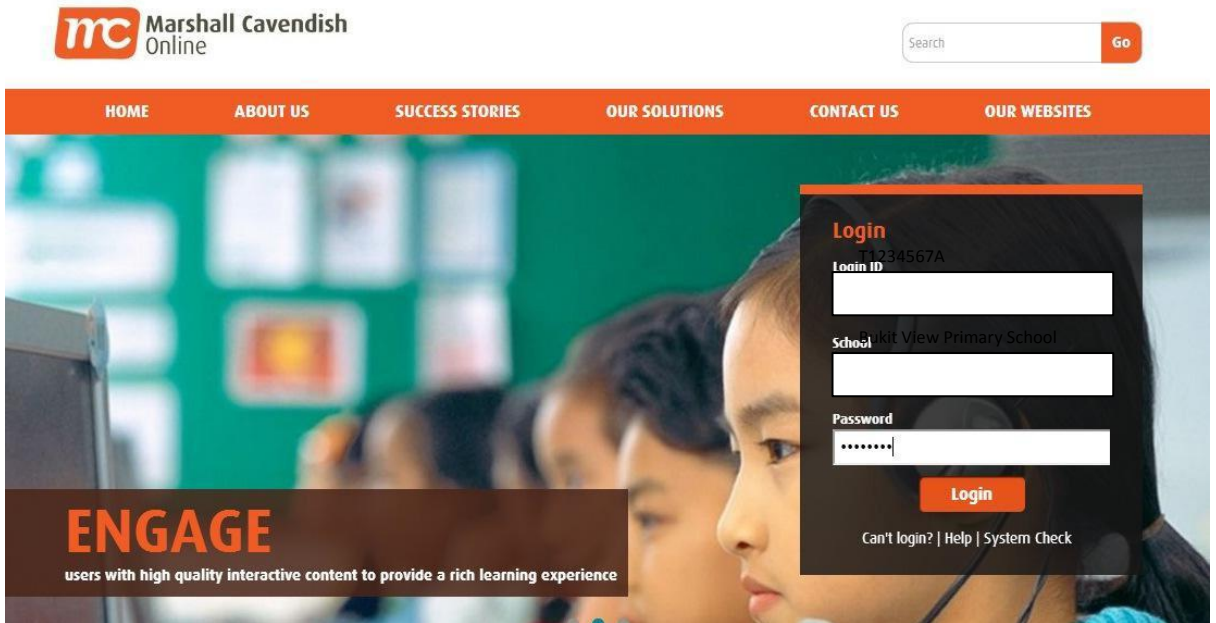 mc Marshall Cavendish
Online
Search Go
HOME ABOUT US SUCCESS STORIES OUR SOLUTIONS CONTACT US OUR WEBSITES
Login
T1234567A
Login ID
Bukit View Primary School
School
Password
••••••••
Login
Can't login? | Help | System Check
ENGAGE
users with high quality interactive content to provide a rich learning experience